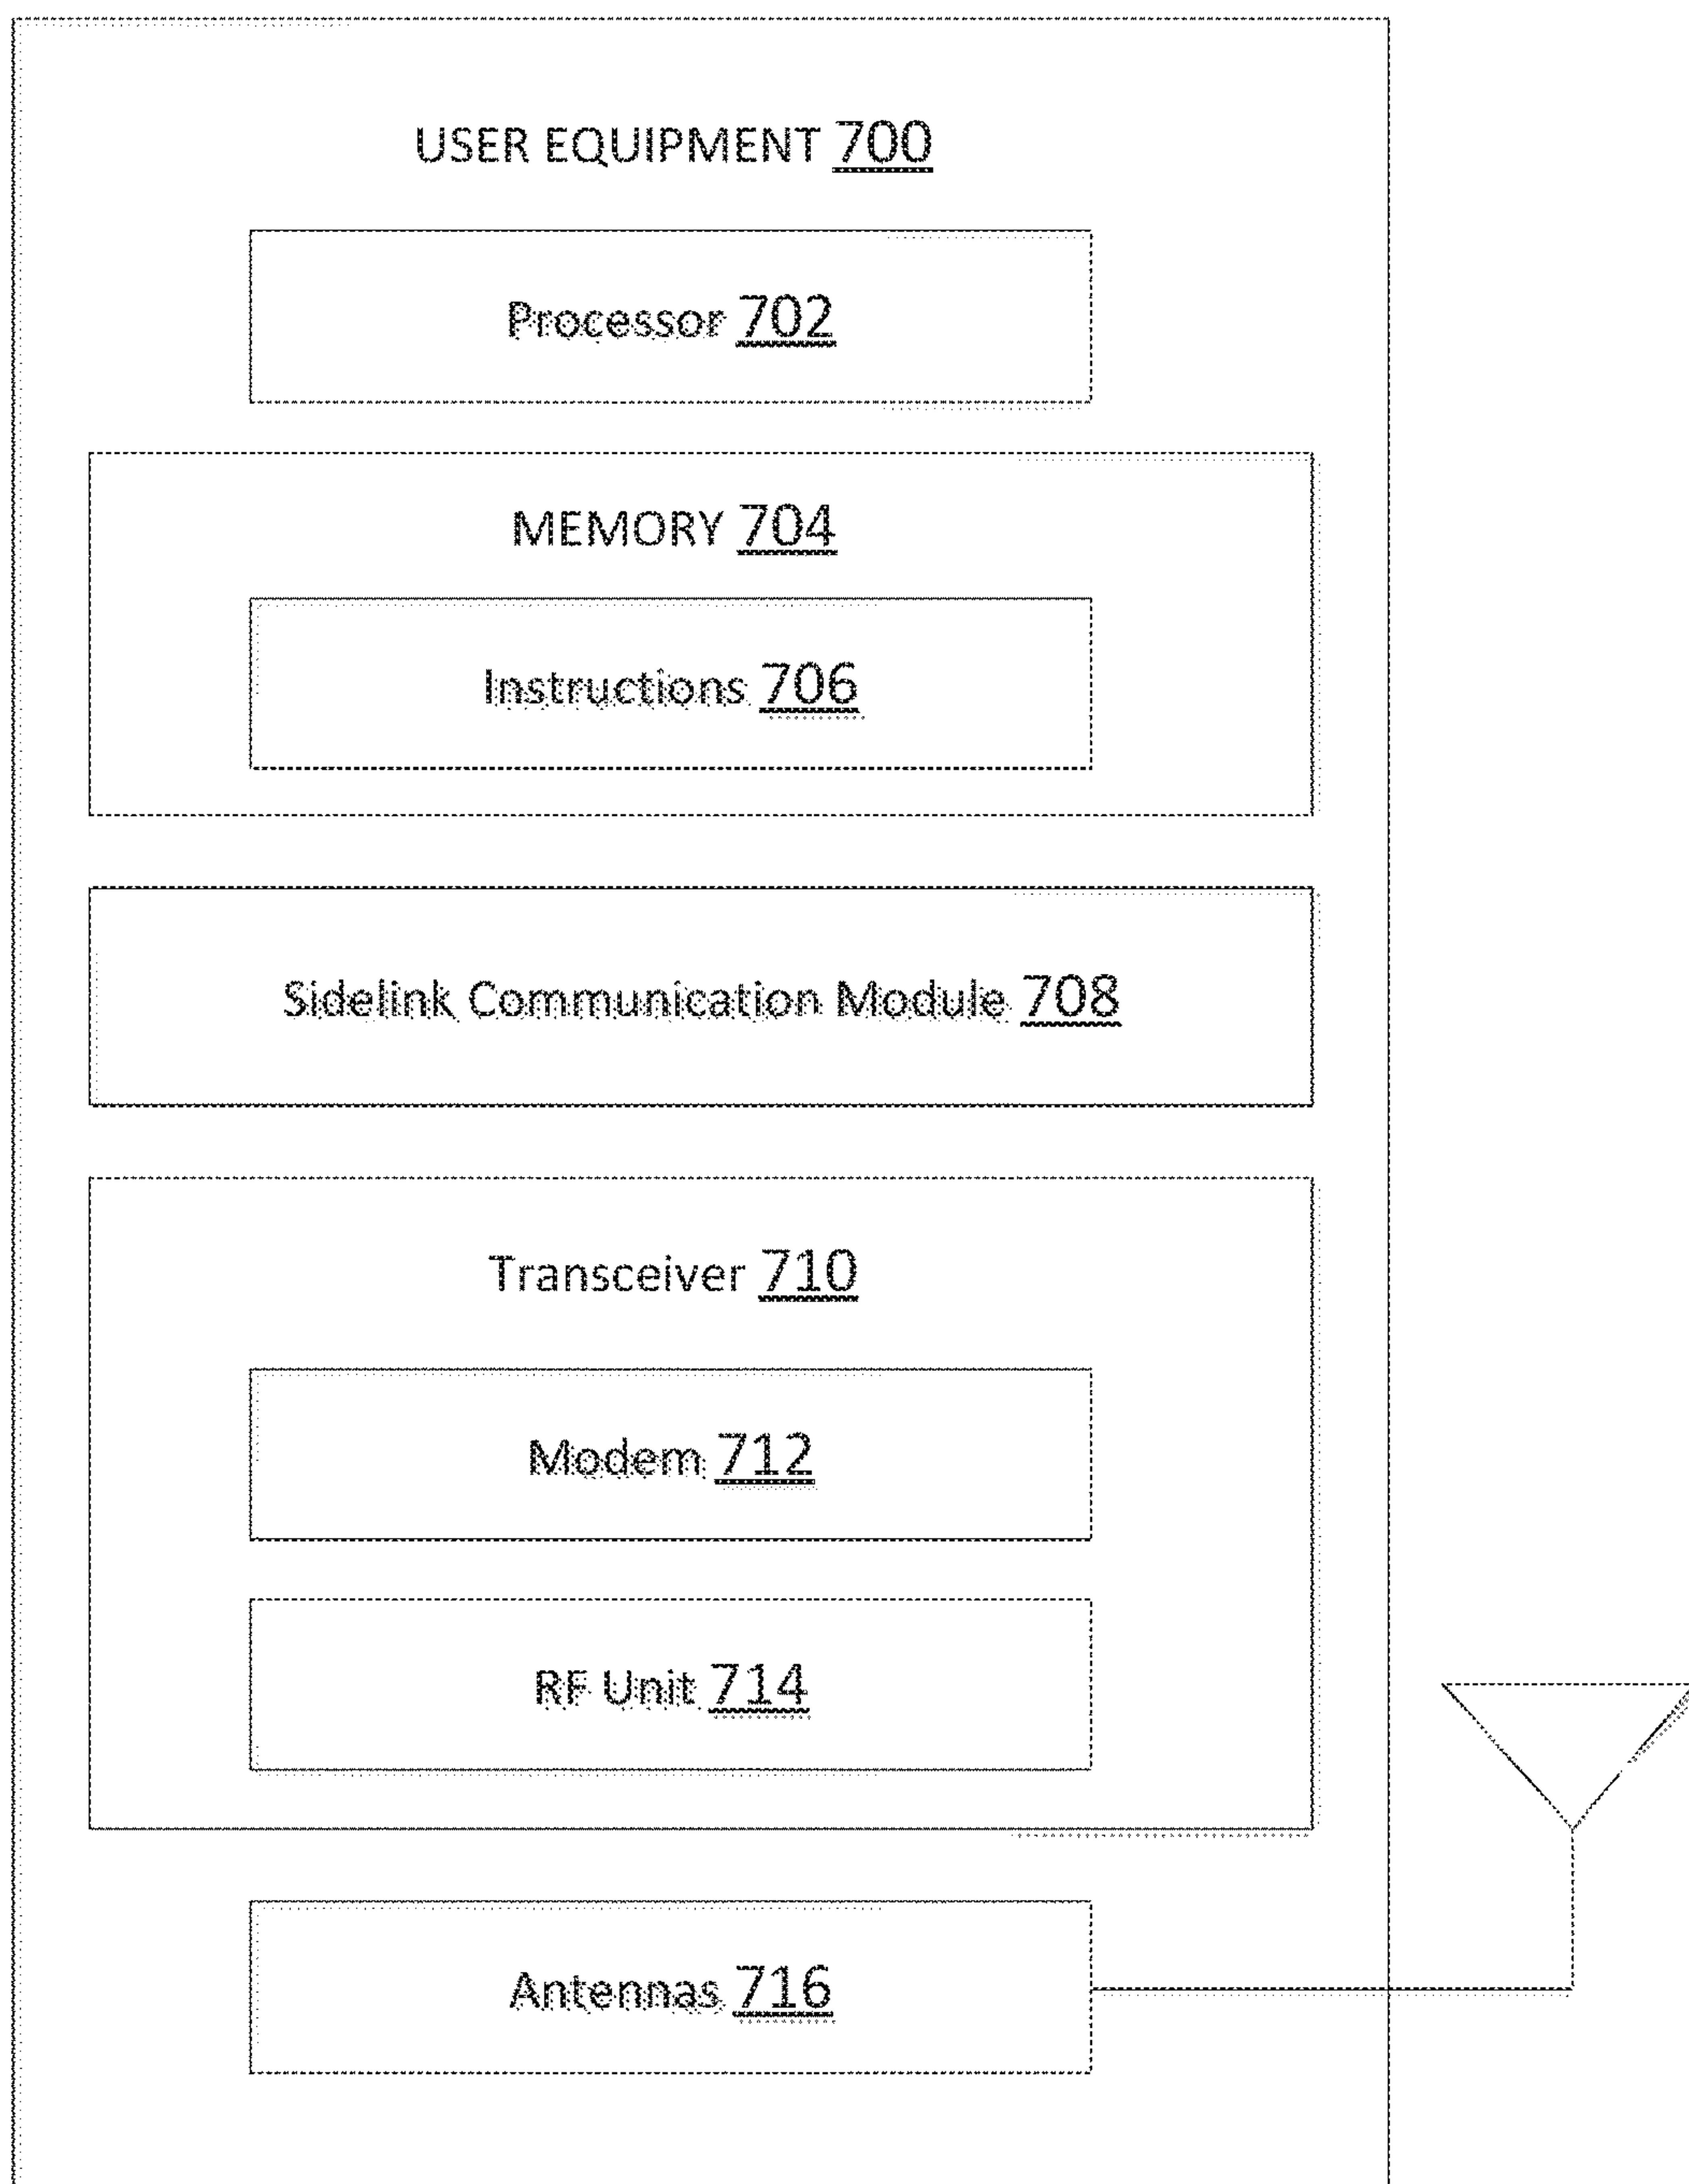 USER EQUIPMENT 700
Processor 702
MEMORY 704
Instructions 706
Sidelink Communication Module 708
Transceiver 710
Modem 712
RF Unit 714
Antennas 716